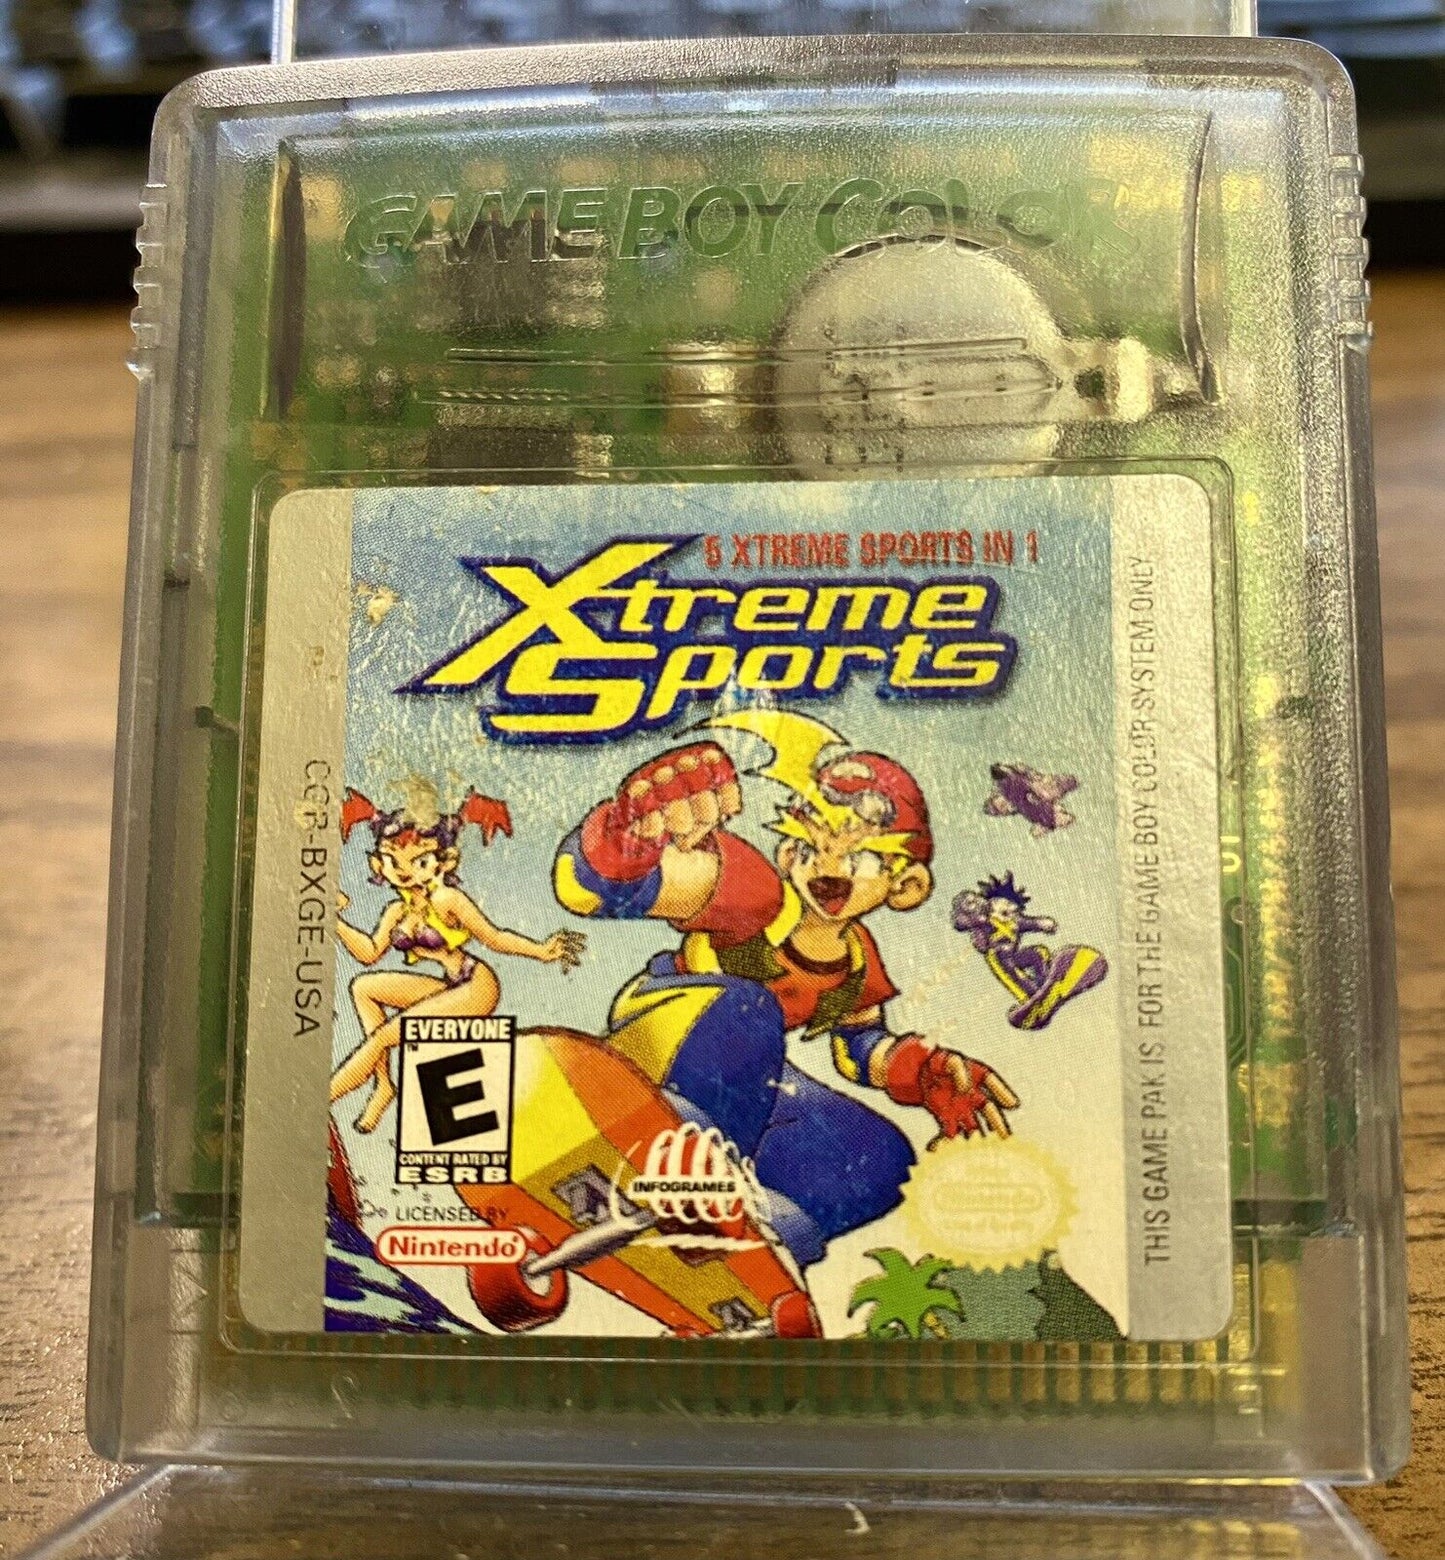 GAME BOY COLOR
5 XTREME SPORTS IN 1
Xtreme
Sports
CGB-BXGE-USA
THIS GAME PAK IS FOR THE GAME BOY COLOR SYSTEM ONLY
EVERYONE
E
CONTENT RATED BY
ESRB
LICENSED BY
Nintendo
INFOGRAMES
Nintendo